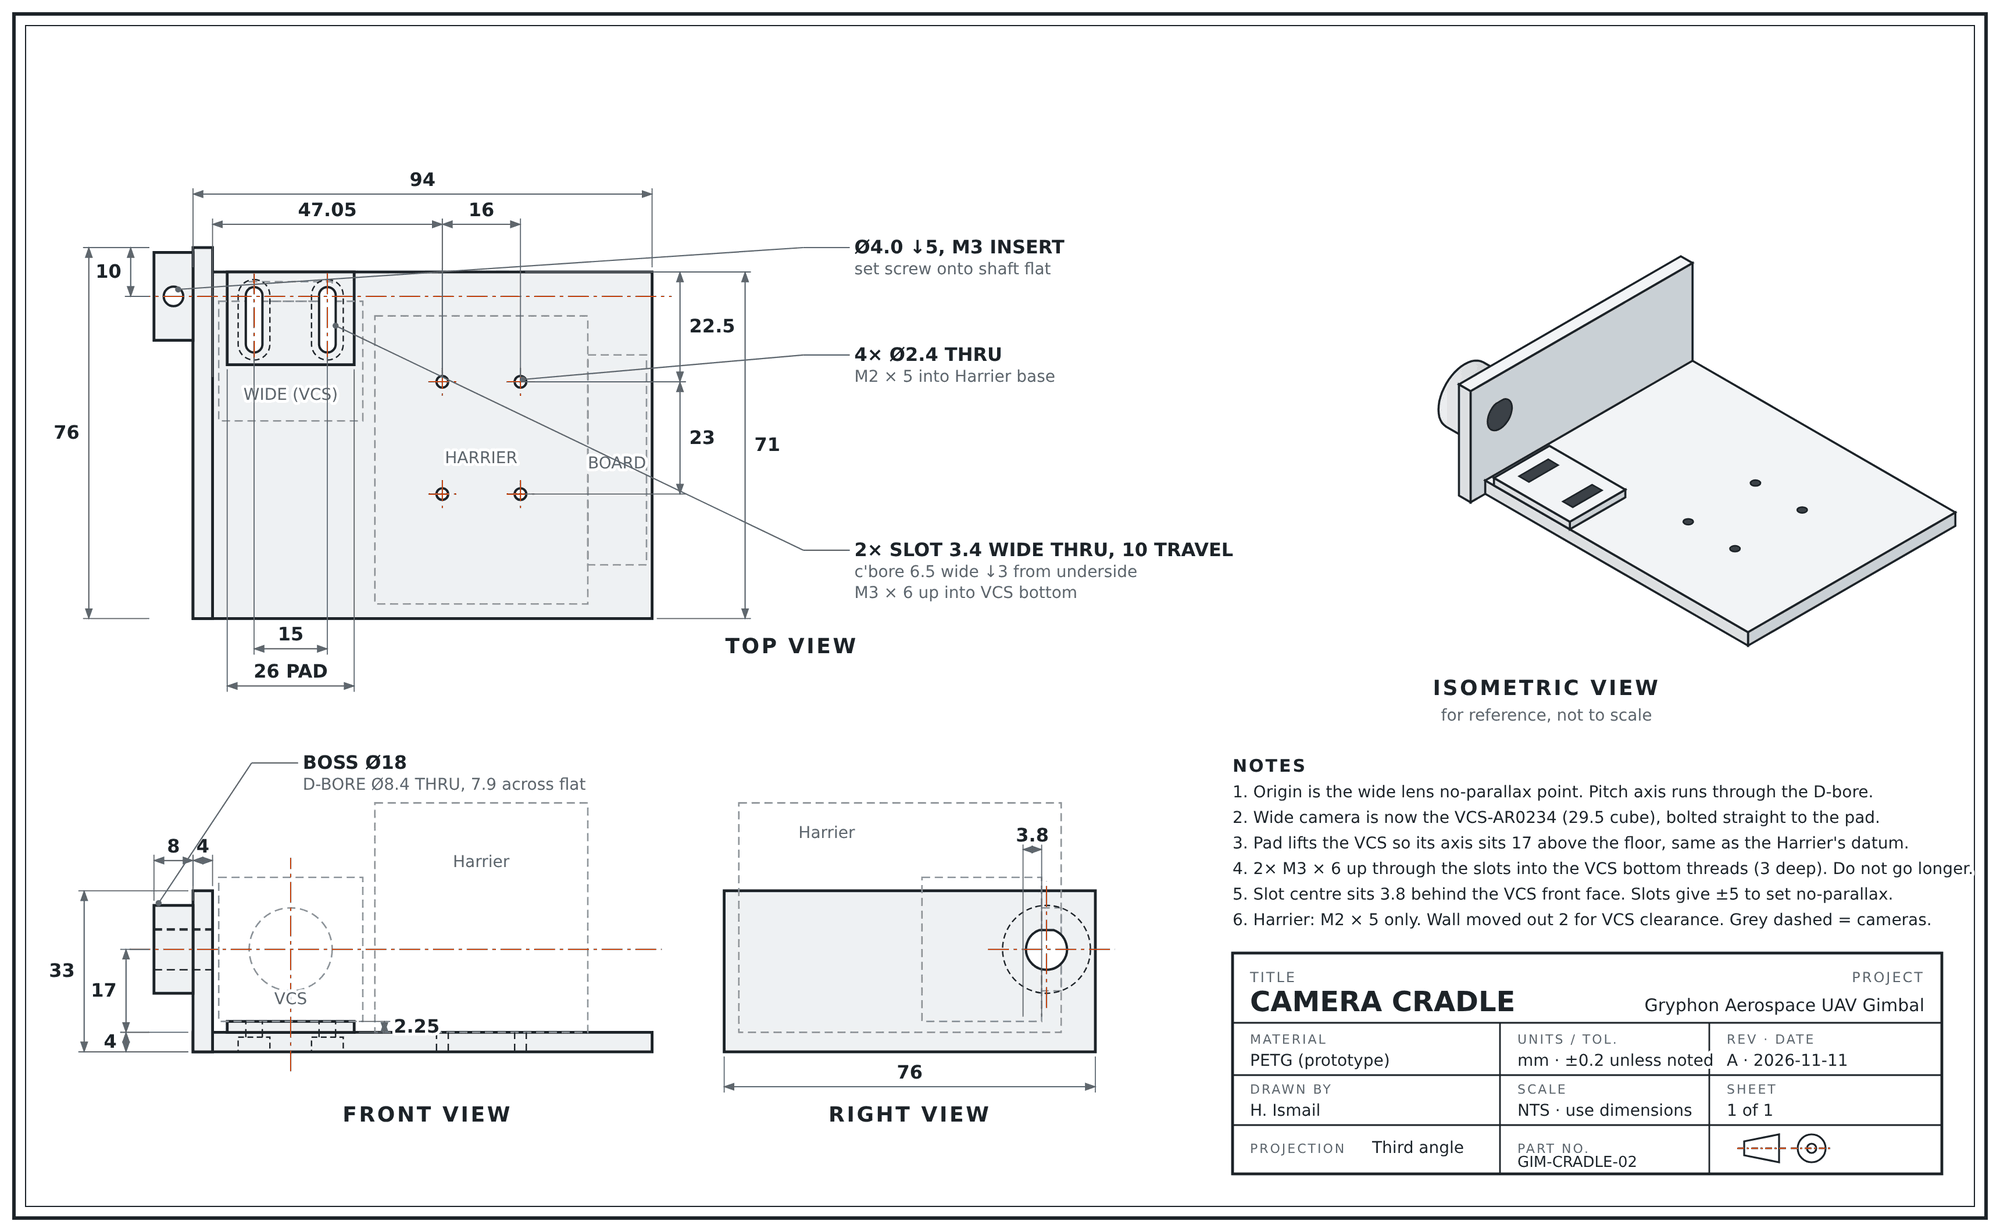 94
47.05
16
10
Ø4.0 ↓5, M3 INSERT
set screw onto shaft flat
22.5
4× Ø2.4 THRU
M2 × 5 into Harrier base
WIDE (VCS)
76
23
71
HARRIER
BOARD
2× SLOT 3.4 WIDE THRU, 10 TRAVEL
c'bore 6.5 wide ↓3 from underside
M3 × 6 up into VCS bottom
15
TOP VIEW
26 PAD
ISOMETRIC VIEW
for reference, not to scale
BOSS Ø18
D-BORE Ø8.4 THRU, 7.9 across flat
8
4
Harrier
VCS
33
17
4
2.25
FRONT VIEW
Harrier
3.8
76
RIGHT VIEW
NOTES
1. Origin is the wide lens no-parallax point. Pitch axis runs through the D-bore.
2. Wide camera is now the VCS-AR0234 (29.5 cube), bolted straight to the pad.
3. Pad lifts the VCS so its axis sits 17 above the floor, same as the Harrier's datum.
4. 2× M3 × 6 up through the slots into the VCS bottom threads (3 deep). Do not go longer.
5. Slot centre sits 3.8 behind the VCS front face. Slots give ±5 to set no-parallax.
6. Harrier: M2 × 5 only. Wall moved out 2 for VCS clearance. Grey dashed = cameras.
TITLE
PROJECT
CAMERA CRADLE
Gryphon Aerospace UAV Gimbal
MATERIAL
UNITS / TOL.
REV · DATE
PETG (prototype)
mm · ±0.2 unless noted
A · 2026-11-11
DRAWN BY
SCALE
SHEET
H. Ismail
NTS · use dimensions
1 of 1
PROJECTION Third angle
PART NO.
GIM-CRADLE-02